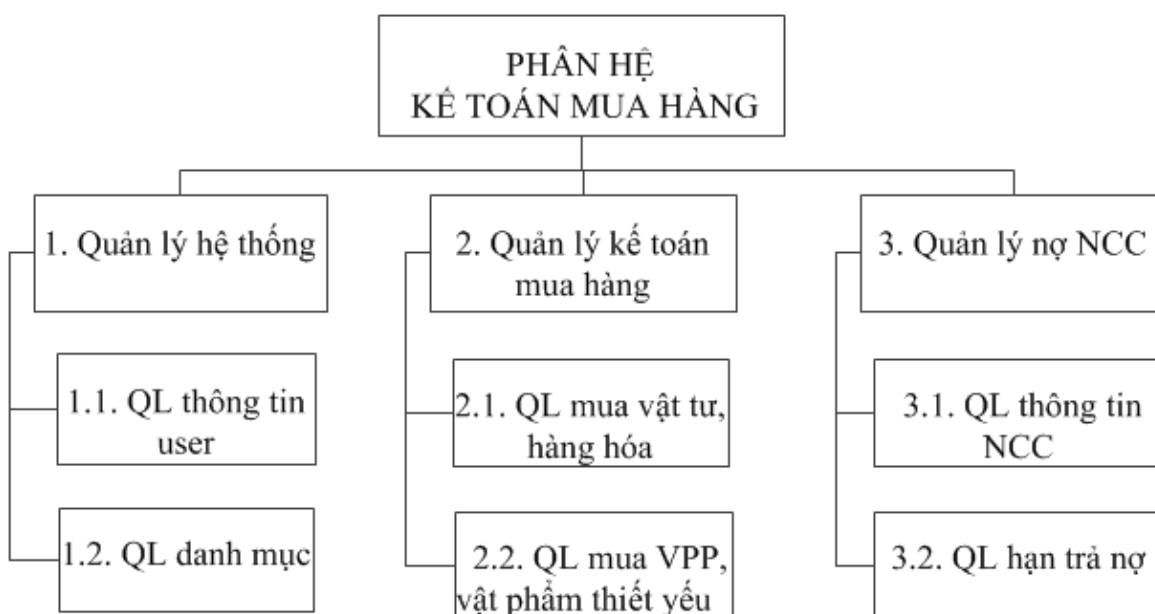 PHÂN HỆ
KẾ TOÁN MUA HÀNG
1. Quản lý hệ thống
2. Quản lý kế toán
mua hàng
3. Quản lý nợ NCC
1.1. QL thông tin
user
2.1. QL mua vật tư,
hàng hóa
3.1. QL thông tin
NCC
1.2. QL danh mục
2.2. QL mua VPP,
vật phẩm thiết yếu
3.2. QL hạn trả nợ